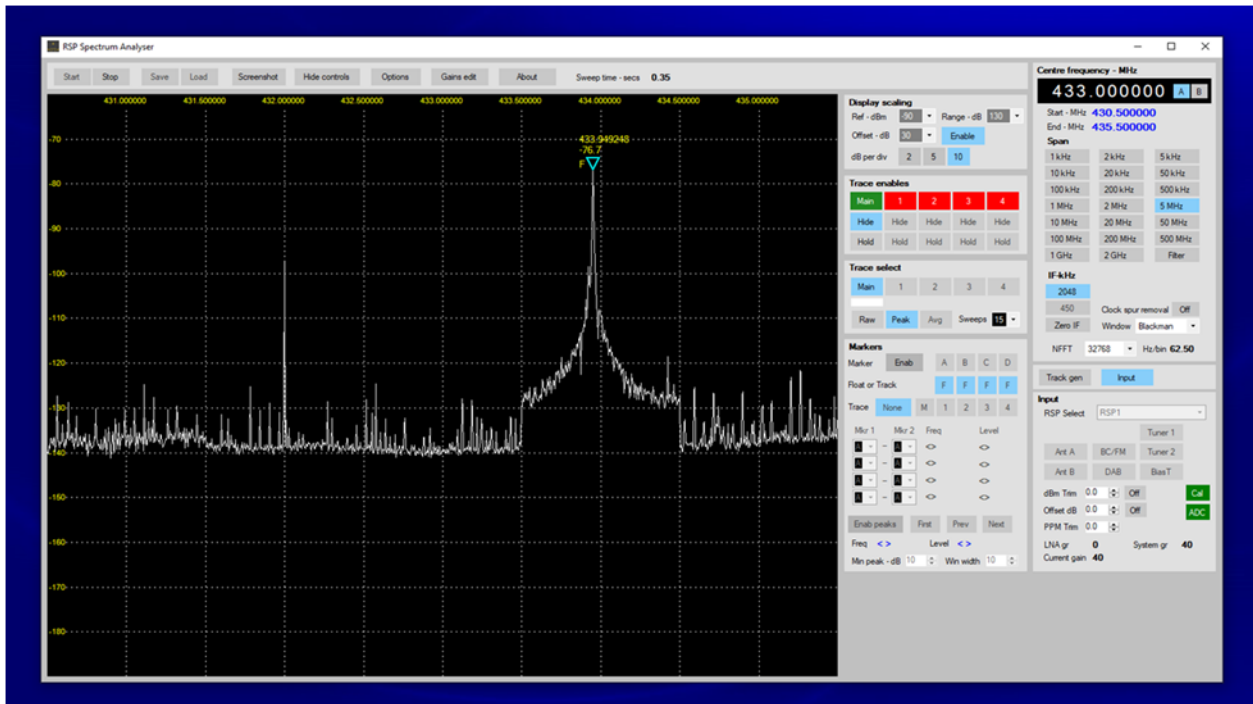 RSP Spectrum Analyser
Start Stop Save Load Screenshot Hide controls Options Gains edit About Sweep time - secs 0.35
431.000000 431.500000 432.000000 432.500000 433.000000 433.500000 434.000000 434.500000 435.000000
-70
433.949248
-76.7
F
-80
-90
-100
-110
-120
-130
-140
-150
-160
-170
-180
Display scaling
Ref - dBm -90 Range - dB 130
Offset - dB 30 Enable
dB per div 2 5 10
Trace enables
Main 1 2 3 4
Hide Hide Hide Hide Hide
Hold Hold Hold Hold Hold
Trace select
Main 1 2 3 4
Raw Peak Avg Sweeps 15
Markers
Marker Enab A B C D
Float or Track F F F F
Trace None M 1 2 3 4
Mkr 1 Mkr 2 Freq Level
A - A <> <>
A - A <> <>
A - A <> <>
A - A <> <>
Enab peaks First Prev Next
Freq < > Level < >
Min peak - dB 10 Win width 10
Centre frequency - MHz
433.000000 A B
Start - MHz 430.500000
End - MHz 435.500000
Span
1 kHz 2 kHz 5 kHz
10 kHz 20 kHz 50 kHz
100 kHz 200 kHz 500 kHz
1 MHz 2 MHz 5 MHz
10 MHz 20 MHz 50 MHz
100 MHz 200 MHz 500 MHz
1 GHz 2 GHz Filter
IF-kHz
2048
450 Clock spur removal Off
Zero IF Window Blackman
NFFT 32768 Hz/bin 62.50
Track gen Input
Input
RSP Select RSP1
Tuner 1
Ant A BC/FM Tuner 2
Ant B DAB BiasT
dBm Trim 0.0 Off Cal
Offset dB 0.0 Off ADC
PPM Trim 0.0
LNA gr 0 System gr 40
Current gain 40